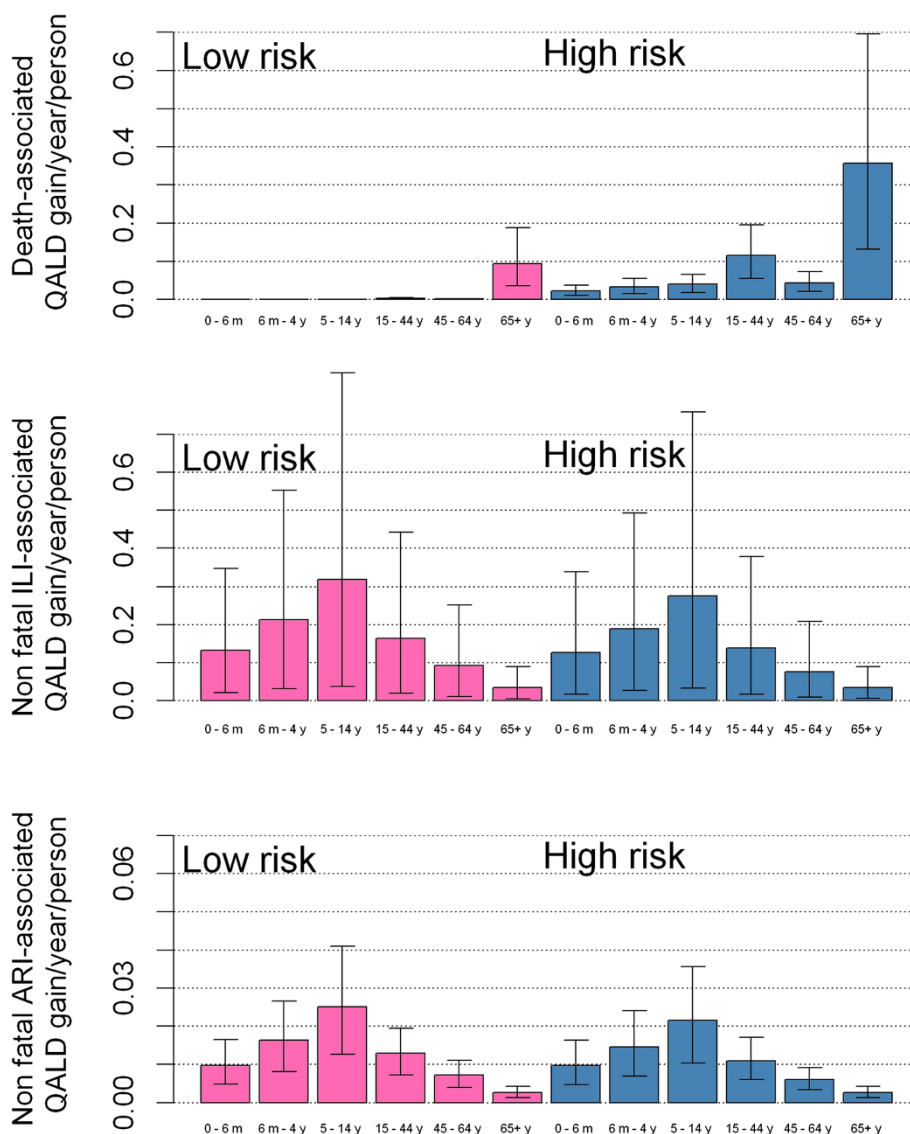 Death-associated
QALD gain/year/person
0.6
0.4
0.2
0.0
Low risk
High risk
0 - 6 m 6 m - 4 y 5 - 14 y 15 - 44 y 45 - 64 y 65+ y 0 - 6 m 6 m - 4 y 5 - 14 y 15 - 44 y 45 - 64 y 65+ y
Non fatal ILI-associated
QALD gain/year/person
0.6
0.4
0.2
0.0
Low risk
High risk
0 - 6 m 6 m - 4 y 5 - 14 y 15 - 44 y 45 - 64 y 65+ y 0 - 6 m 6 m - 4 y 5 - 14 y 15 - 44 y 45 - 64 y 65+ y
Non fatal ARI-associated
QALD gain/year/person
0.06
0.03
0.00
Low risk
High risk
0 - 6 m 6 m - 4 y 5 - 14 y 15 - 44 y 45 - 64 y 65+ y 0 - 6 m 6 m - 4 y 5 - 14 y 15 - 44 y 45 - 64 y 65+ y